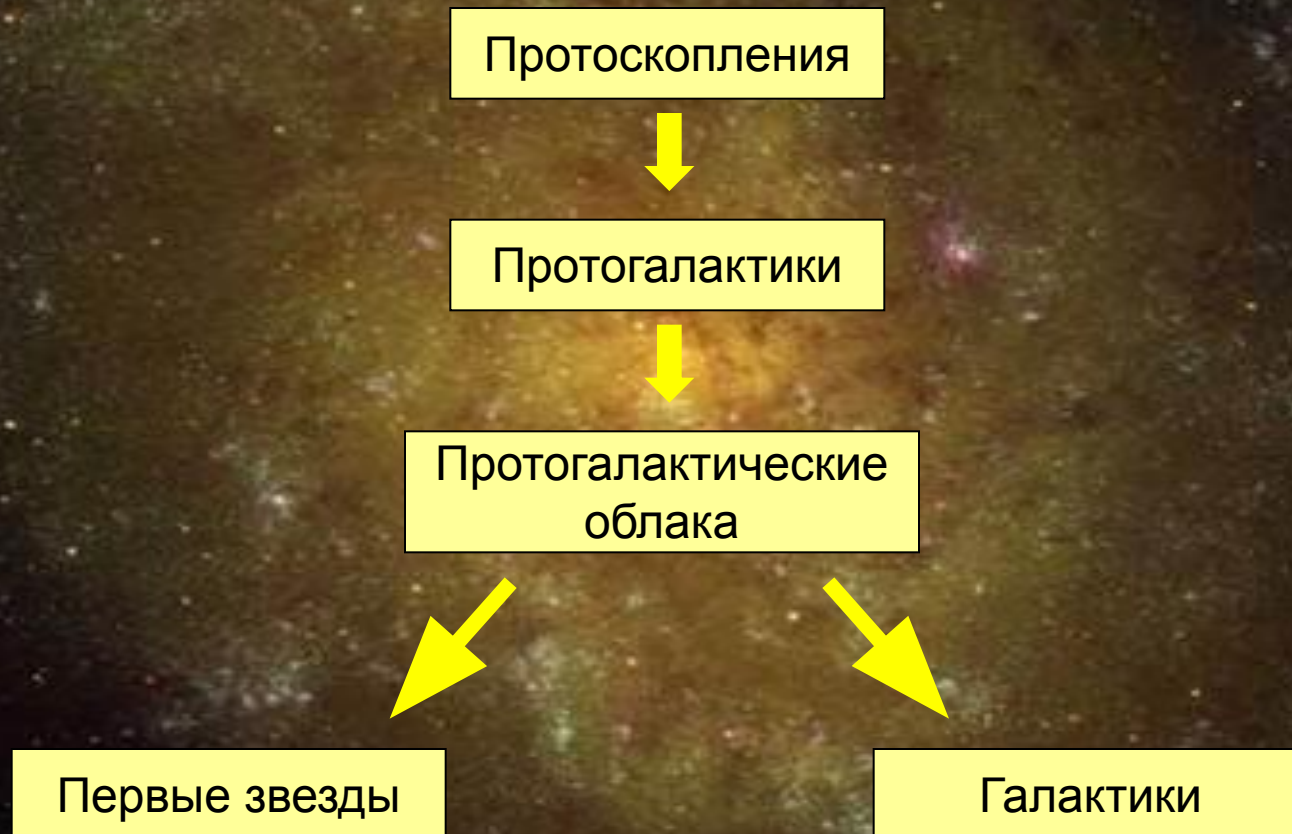 Протоскопления
Протогалактики
Протогалактические
облака
Первые звезды
Галактики